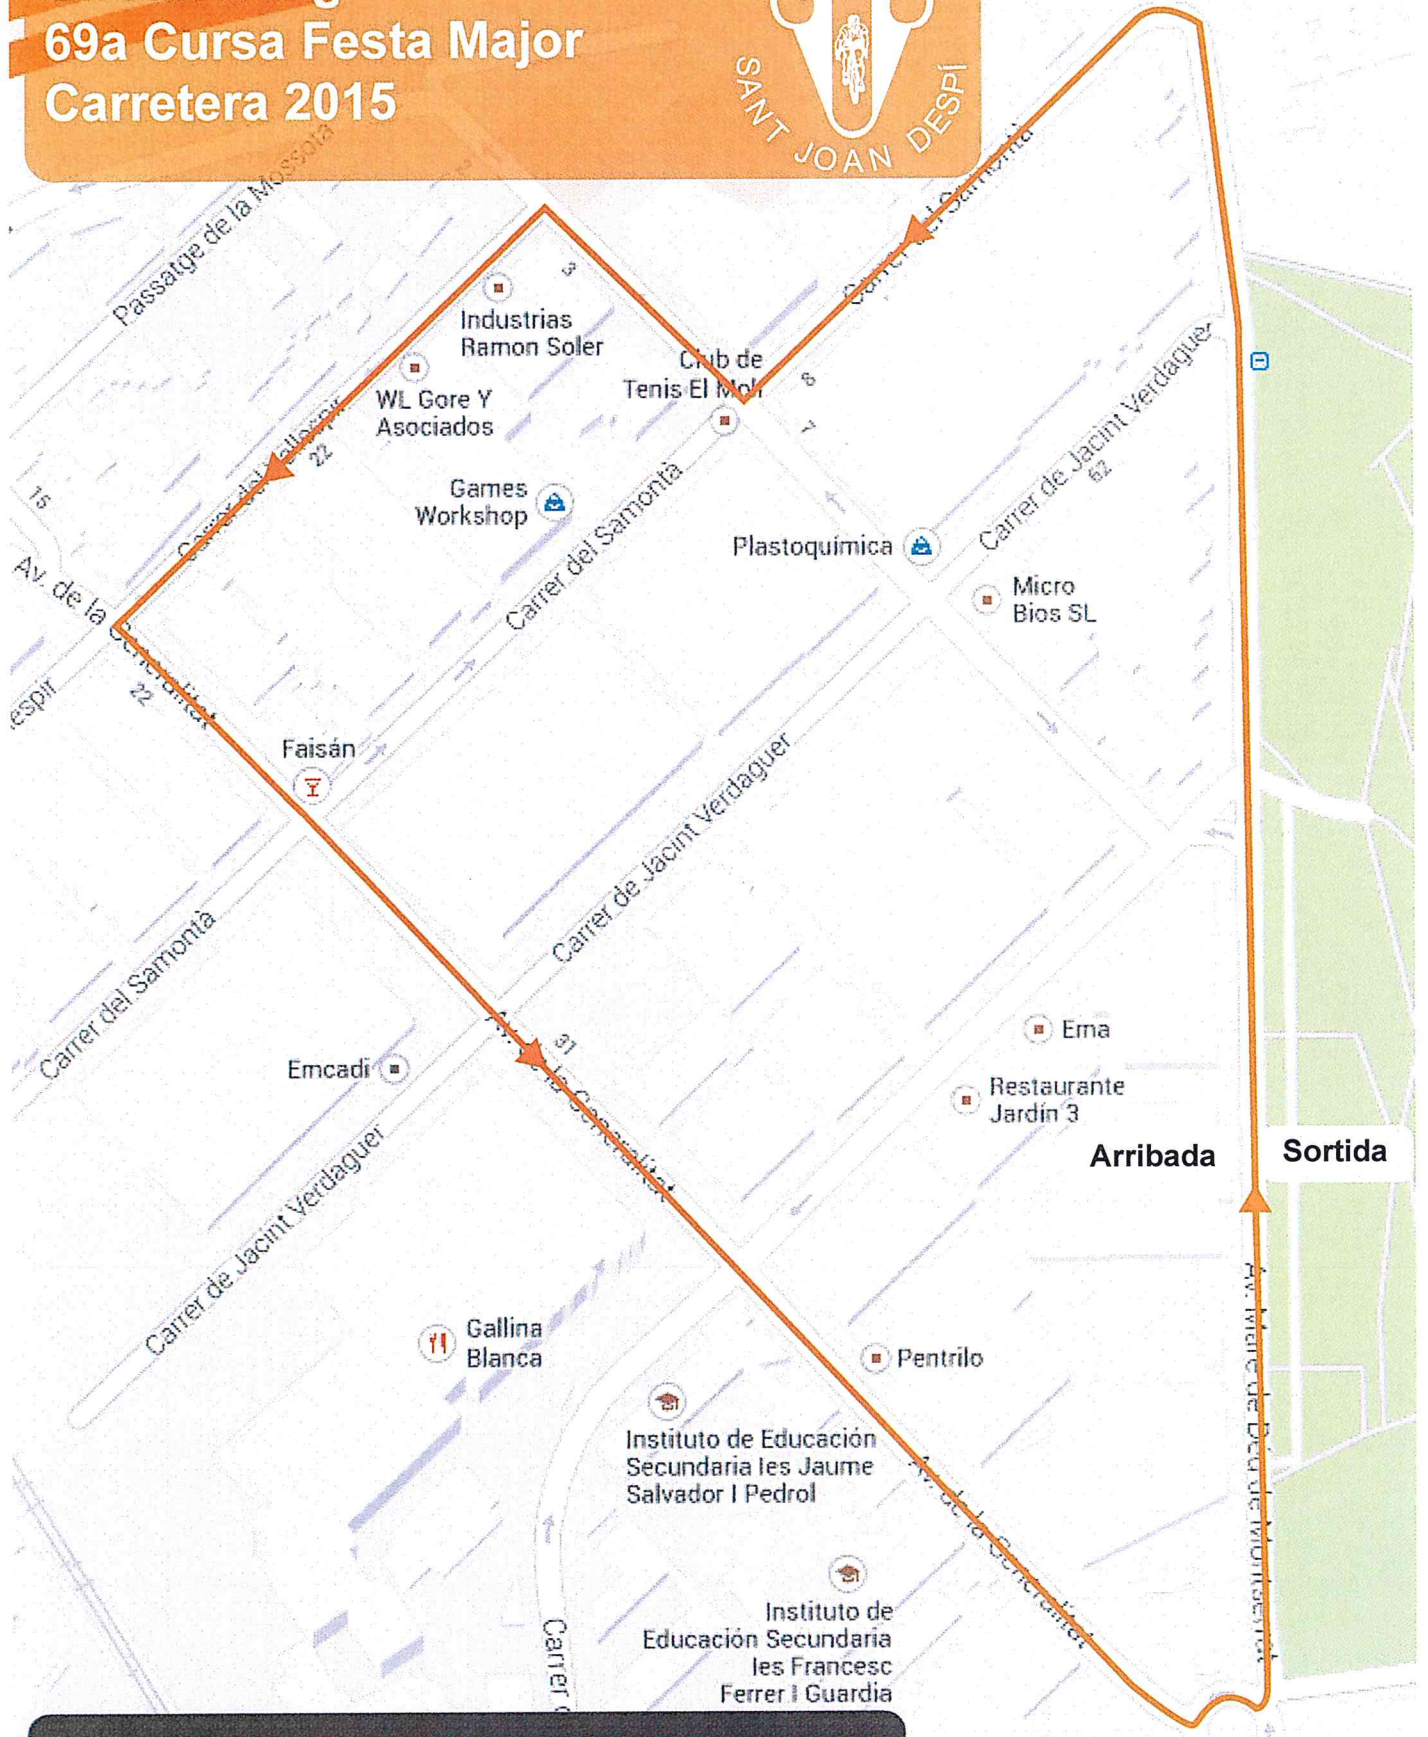 69a Cursa Festa Major
Carretera 2015
SANT JOAN DESPÍ
Passatge de la Mossota
Carrer del Samontà
3
Industrias
Ramon Soler
Club de
Tenis El Molí
6
7
WL Gore Y
Asociados
22
15
Games
Workshop
Carrer del Samontà
Plastoquímica
Carrer de Jacint Verdaguer
62
Micro
Bios SL
Av. de la Generalitat
22
espir
Faisán
Carrer de Jacint Verdaguer
Carrer del Samontà
Av. de la Generalitat
31
Emcadi
Ema
Restaurante
Jardín 3
Arribada
Sortida
Carrer de Jacint Verdaguer
Gallina
Blanca
Pentrilo
Instituto de Educación
Secundaria Ies Jaume
Salvador I Pedrol
Av. de la Generalitat
Av. Mare de Déu de Montserrat
Instituto de
Educación Secundaria
Ies Francesc
Ferrer I Guardia
Carrer